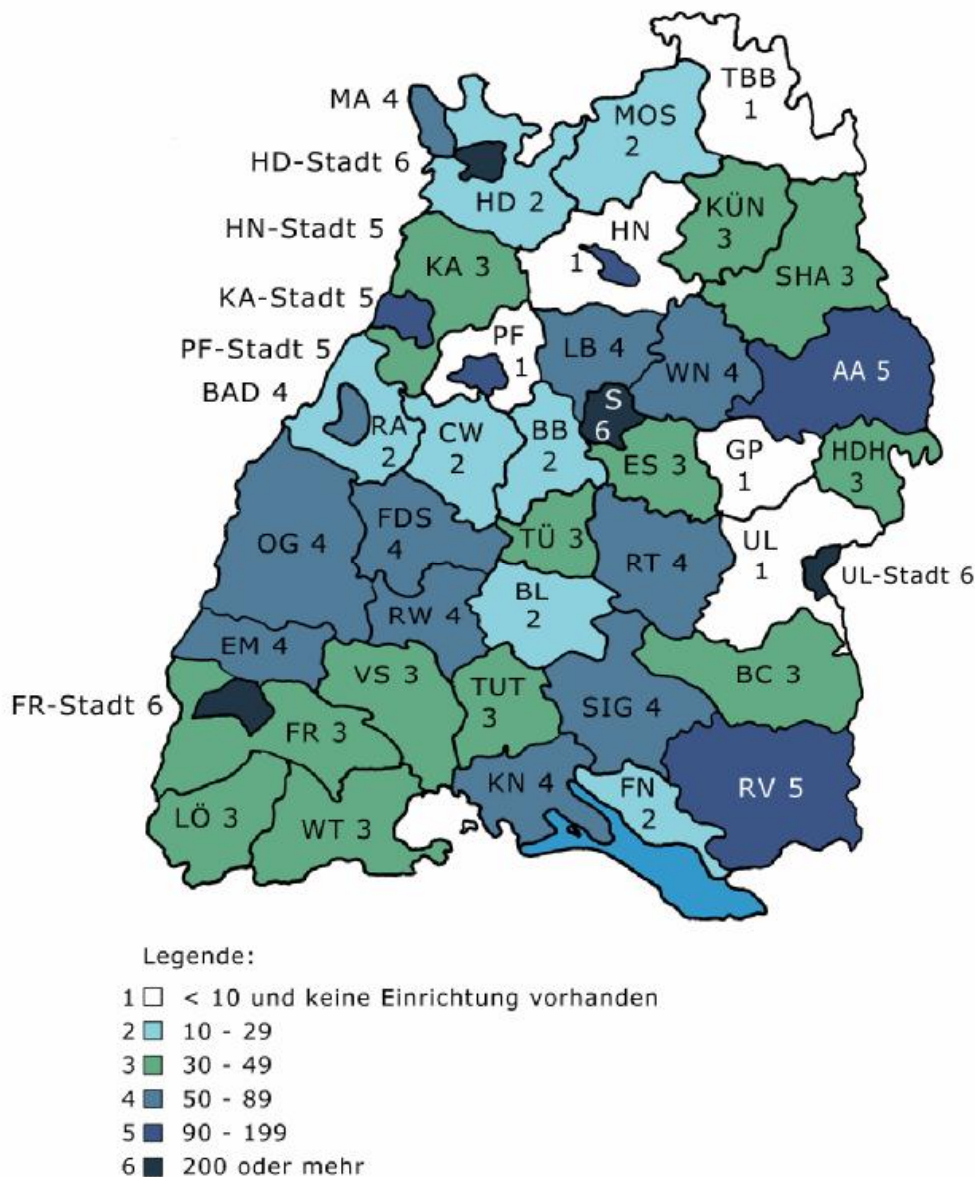 TBB
1
MA 4
MOS
2
HD-Stadt 6
HD 2
KÜN
3
HN-Stadt 5
HN
1
KA 3
SHA 3
KA-Stadt 5
PF
1
PF-Stadt 5
LB 4
WN 4
AA 5
BAD 4
S
6
RA
2
CW
2
BB
2
ES 3
GP
1
HDH
3
OG 4
FDS
4
TÜ 3
RT 4
UL
1
UL-Stadt 6
BL
2
RW 4
EM 4
VS 3
TUT
3
BC 3
FR-Stadt 6
FR 3
SIG 4
KN 4
FN
2
RV 5
LÖ 3
WT 3
Legende:
1 < 10 und keine Einrichtung vorhanden
2 10 - 29
3 30 - 49
4 50 - 89
5 90 - 199
6 200 oder mehr